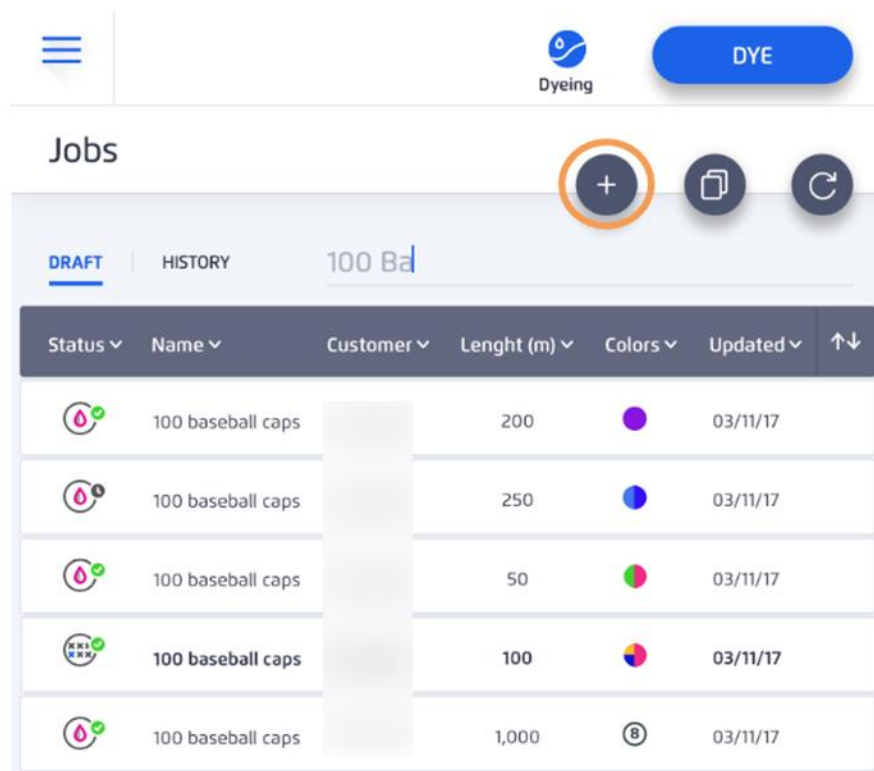 Dyeing
DYE
Jobs
DRAFT HISTORY 100 Ba
Status Name Customer Lenght (m) Colors Updated
100 baseball caps 200 03/11/17
100 baseball caps 250 03/11/17
100 baseball caps 50 03/11/17
100 baseball caps 100 03/11/17
100 baseball caps 1,000 8 03/11/17